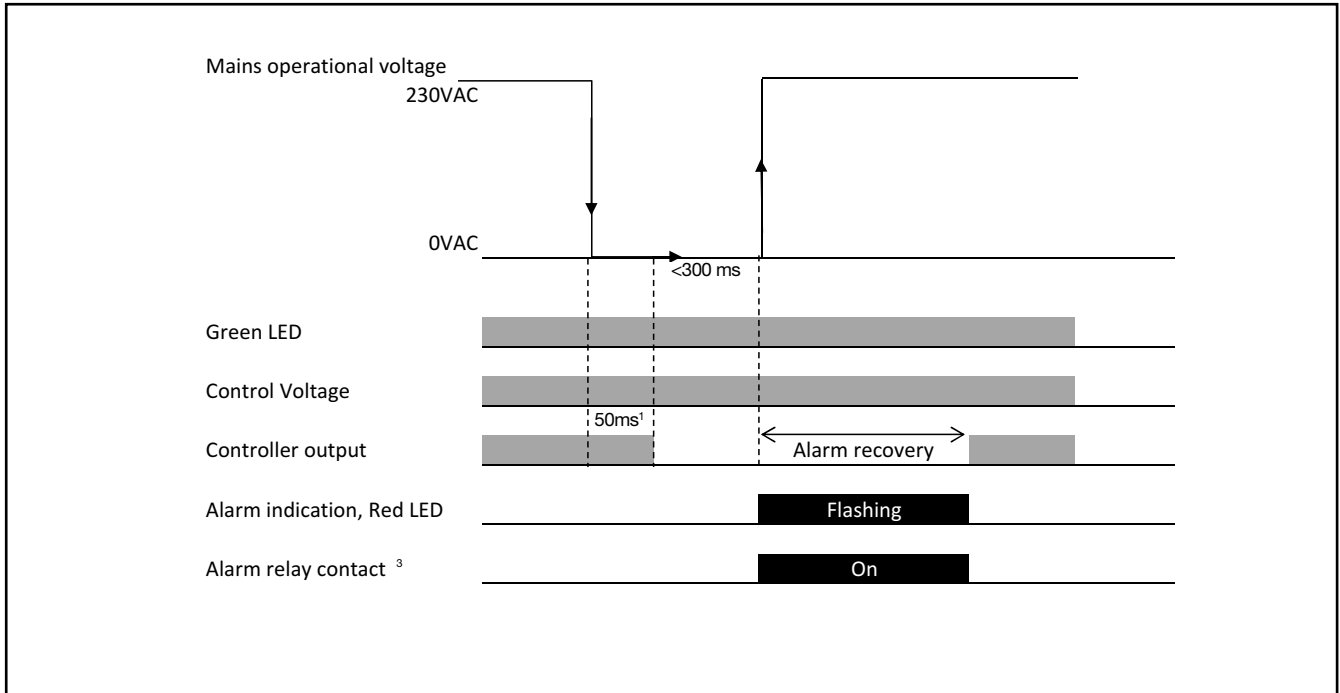 Mains operational voltage
230VAC
0VAC
<300 ms
Green LED
Control Voltage
50ms¹
Controller output
Alarm recovery
Alarm indication, Red LED
Flashing
Alarm relay contact ³
On